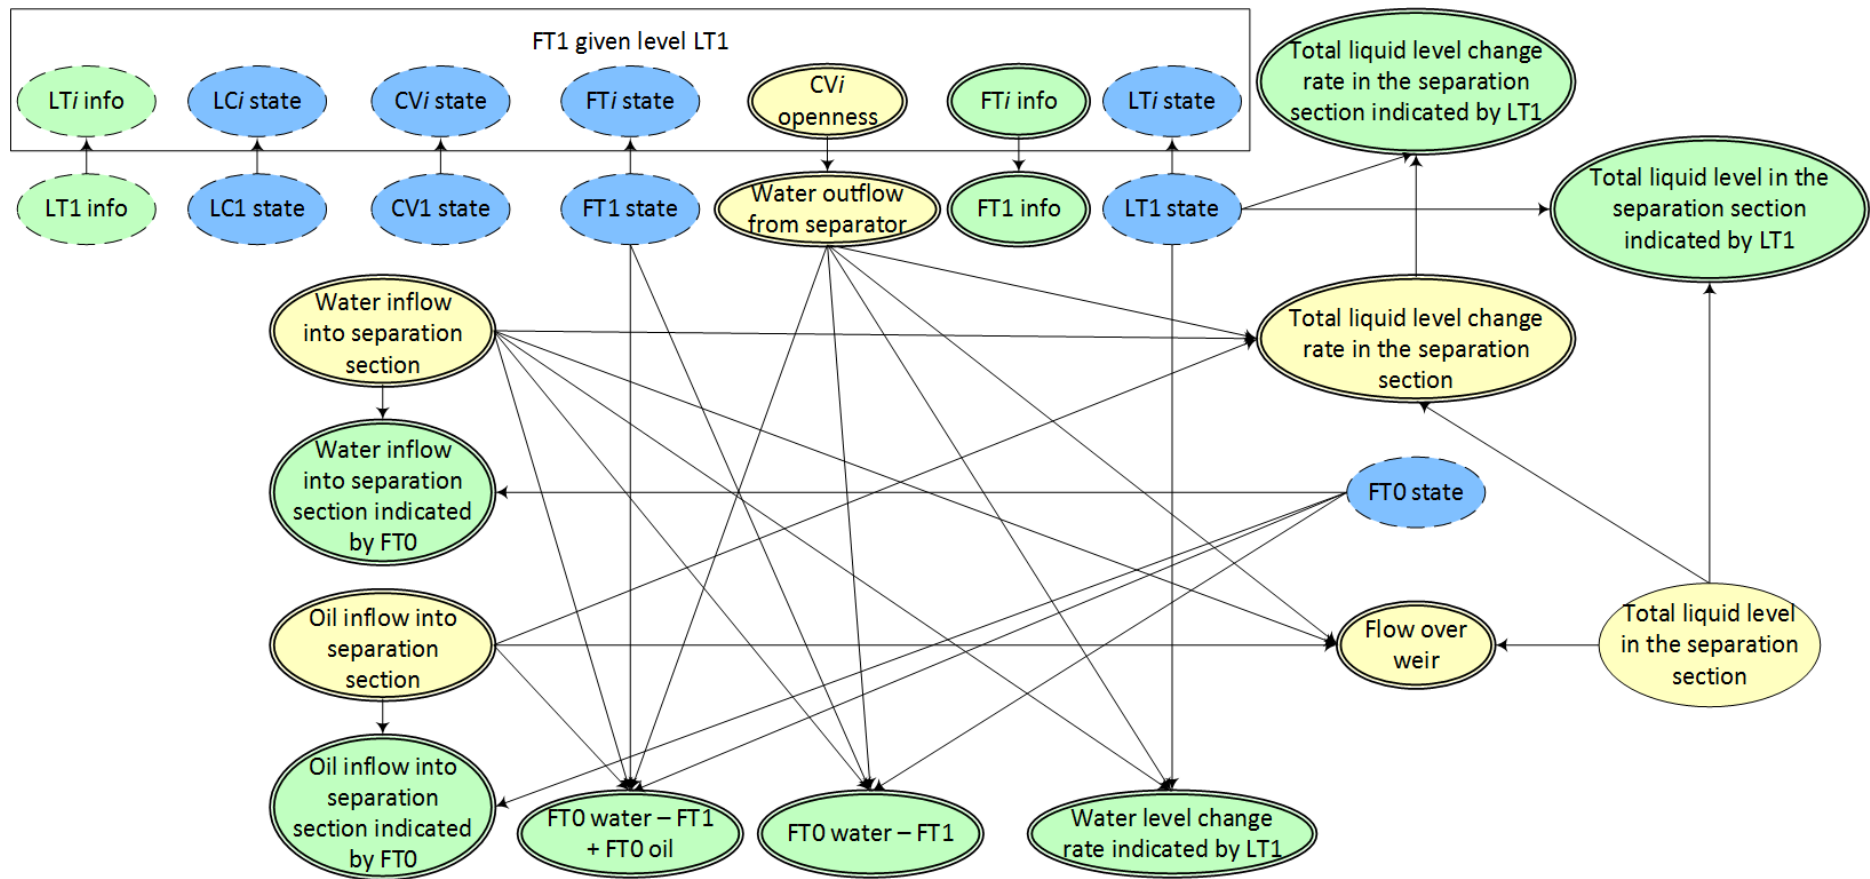 FT1 given level LT1
LTi info
LCi state
CVi state
FTi state
CVi
openness
FTi info
LTi state
Total liquid level change
rate in the separation
section indicated by LT1
LT1 info
LC1 state
CV1 state
FT1 state
Water outflow
from separator
FT1 info
LT1 state
Total liquid level in the
separation section
indicated by LT1
Water inflow
into separation
section
Total liquid level change
rate in the separation
section
Water inflow
into separation
section indicated
by FT0
FT0 state
Oil inflow into
separation
section
Flow over
weir
Total liquid level
in the separation
section
Oil inflow into
separation
section indicated
by FT0
FT0 water – FT1
+ FT0 oil
FT0 water – FT1
Water level change
rate indicated by LT1